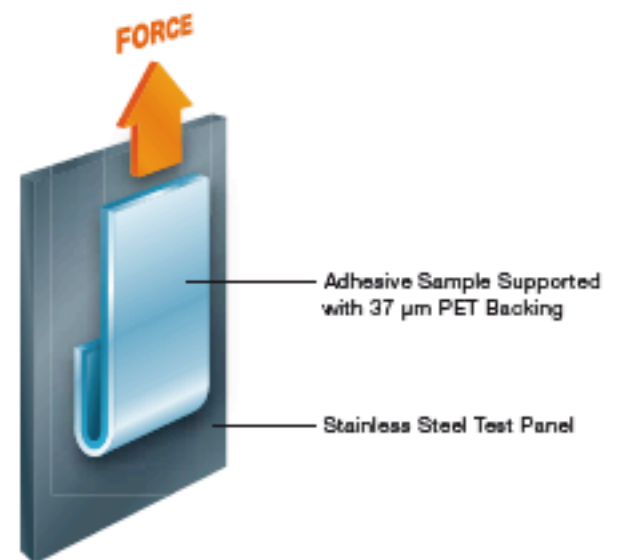 FORCE
Adhesive Sample Supported
with 37 µm PET Backing
Stainless Steel Test Panel